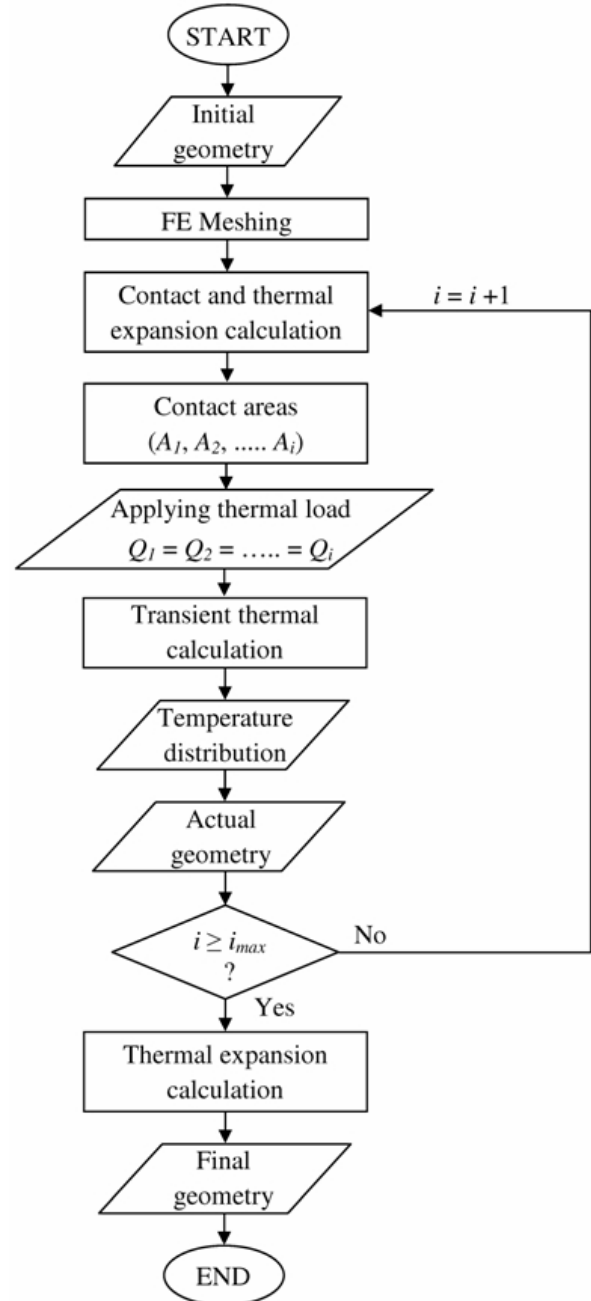 START
Initial
geometry
FE Meshing
Contact and thermal
expansion calculation
i = i +1
Contact areas
(A1, A2, ..... Ai)
Applying thermal load
Q1 = Q2 = ..... = Qi
Transient thermal
calculation
Temperature
distribution
Actual
geometry
i ≥ imax
?
No
Yes
Thermal expansion
calculation
Final
geometry
END